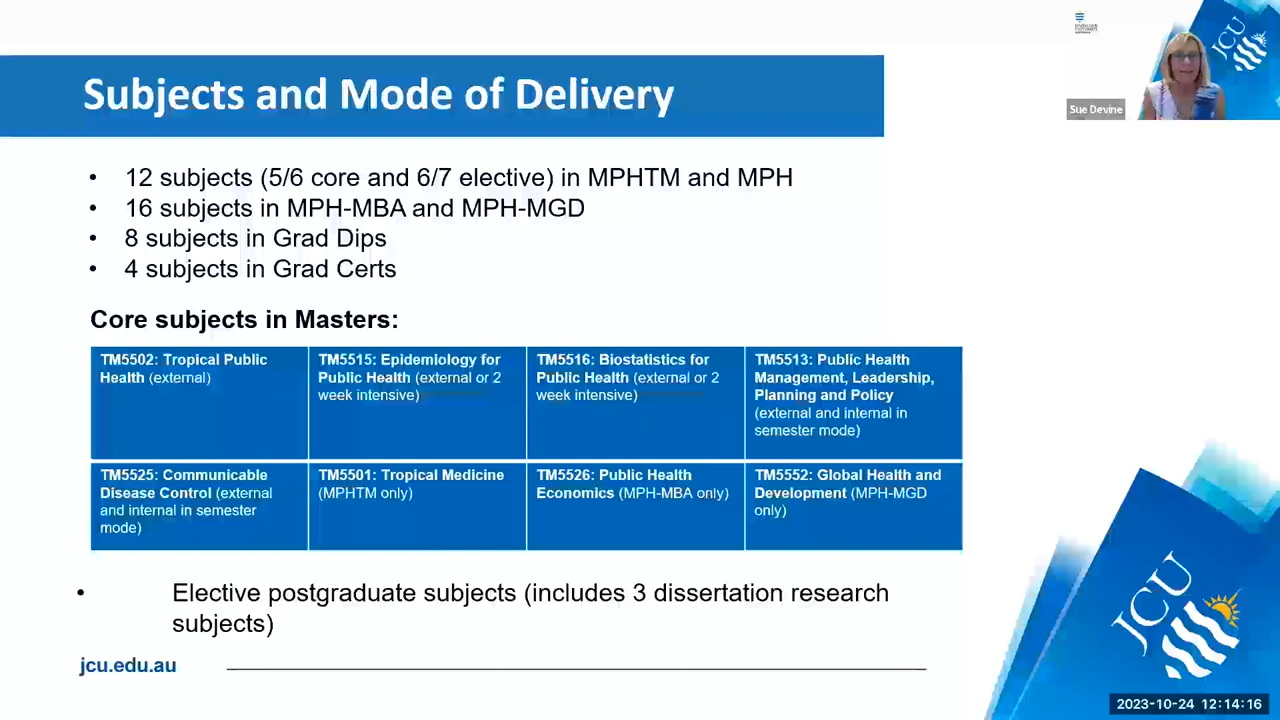 JCU
Sue Devine
Subjects and Mode of Delivery
• 12 subjects (5/6 core and 6/7 elective) in MPHTM and MPH
• 16 subjects in MPH-MBA and MPH-MGD
• 8 subjects in Grad Dips
• 4 subjects in Grad Certs
Core subjects in Masters:
TM5502: Tropical Public
Health (external)
TM5515: Epidemiology for
Public Health (external or 2
week intensive)
TM5516: Biostatistics for
Public Health (external or 2
week intensive)
TM5513: Public Health
Management, Leadership,
Planning and Policy
(external and internal in
semester mode)
TM5525: Communicable
Disease Control (external
and internal in semester
mode)
TM5501: Tropical Medicine
(MPHTM only)
TM5526: Public Health
Economics (MPH-MBA only)
TM5552: Global Health and
Development (MPH-MGD
only)
• Elective postgraduate subjects (includes 3 dissertation research
subjects)
jcu.edu.au
JCU
2023-10-24 12:14:16